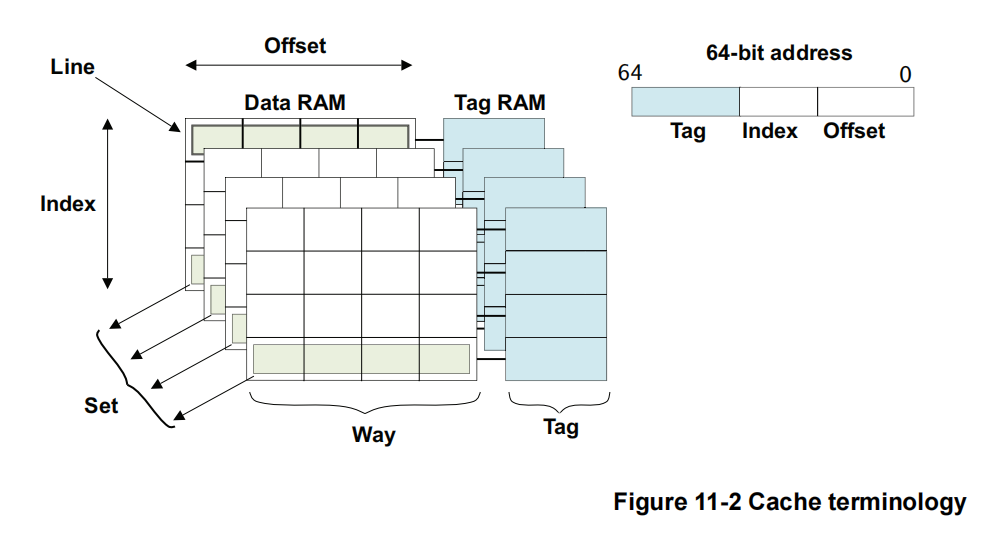 Offset
64-bit address
Line
64
0
Data RAM
Tag RAM
Tag
Index
Offset
Index
Set
Way
Tag
Figure 11-2 Cache terminology